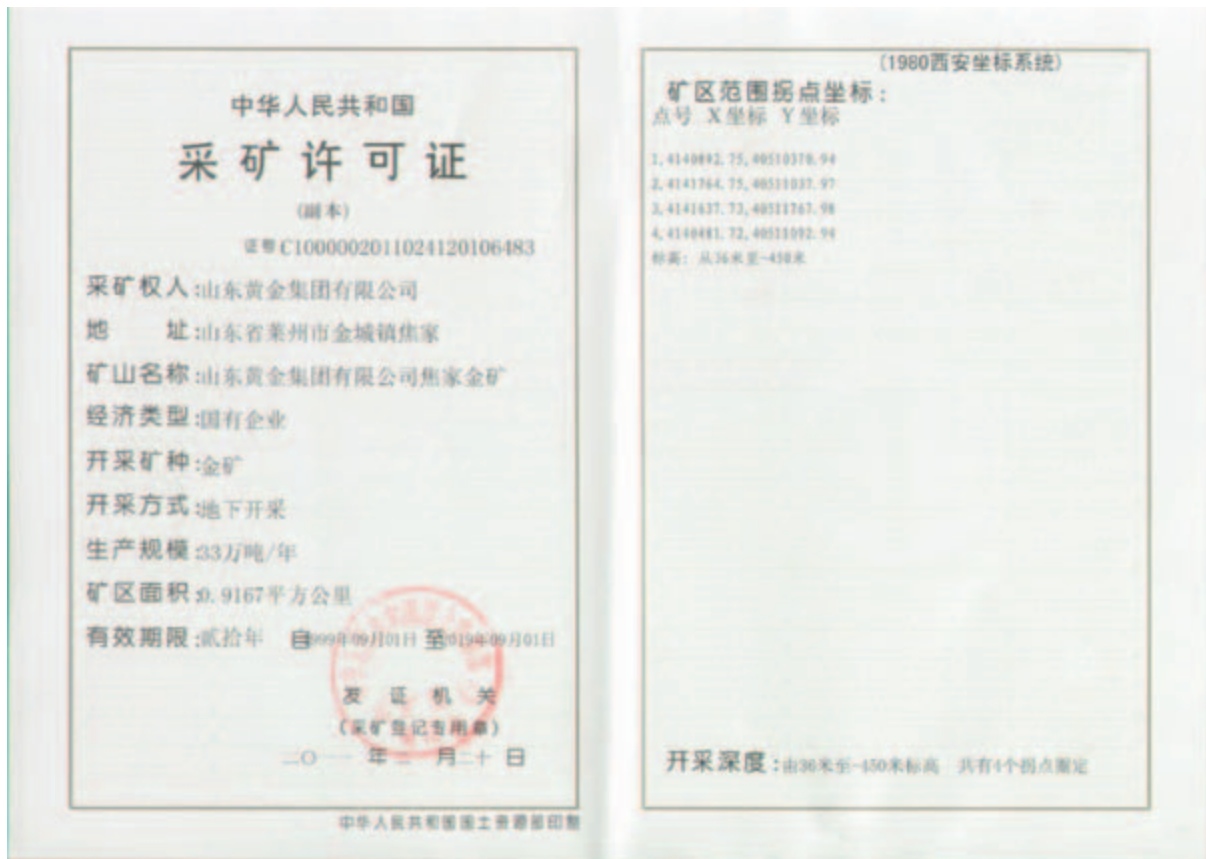 中华人民共和国
采矿许可证
(副本)
证号C1000002011024120106483
采矿权人:山东黄金集团有限公司
地 址:山东省莱州市金城镇焦家
矿山名称:山东黄金集团有限公司焦家金矿
经济类型:国有企业
开采矿种:金矿
开采方式:地下开采
生产规模:33万吨/年
矿区面积:0.9167平方公里
有效期限:贰拾年 自1999年09月01日 至2019年09月01日
发证机关
(采矿登记专用章)
二〇一一年 月二十日
中华人民共和国国土资源部印制
(1980西安坐标系统)
矿区范围拐点坐标:
点号 X坐标 Y坐标
1,4140892.75,40510370.94
2,4141764.75,40511037.97
3,4141637.73,40511767.98
4,4140481.72,40511092.94
标高: 从36米至-450米
开采深度:由36米至-450米标高 共有4个拐点圈定